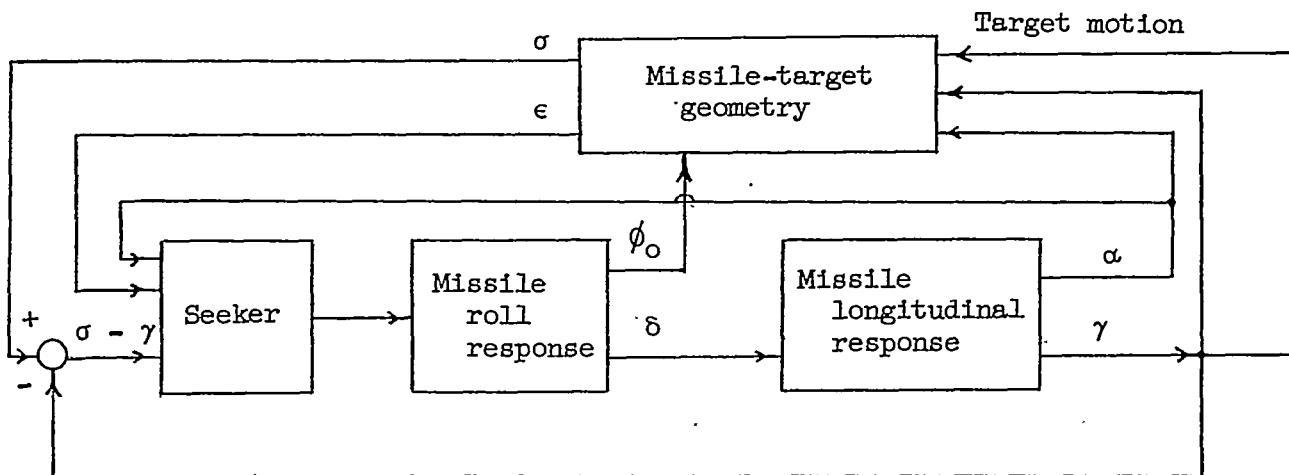 Target motion
σ
Missile-target
geometry
ϵ
ϕo
α
Missile
roll
response
Missile
longitudinal
response
Seeker
+
σ - γ
δ
γ
-